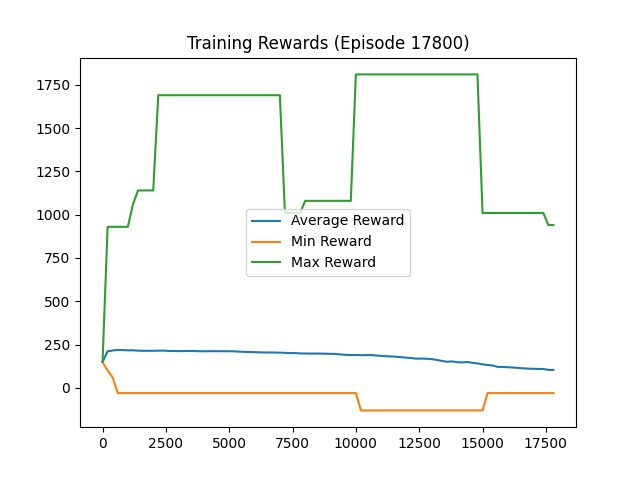 Training Rewards (Episode 17800)
1750
1500
1250
1000
750
500
250
0
Average Reward
Min Reward
Max Reward
0 2500 5000 7500 10000 12500 15000 17500